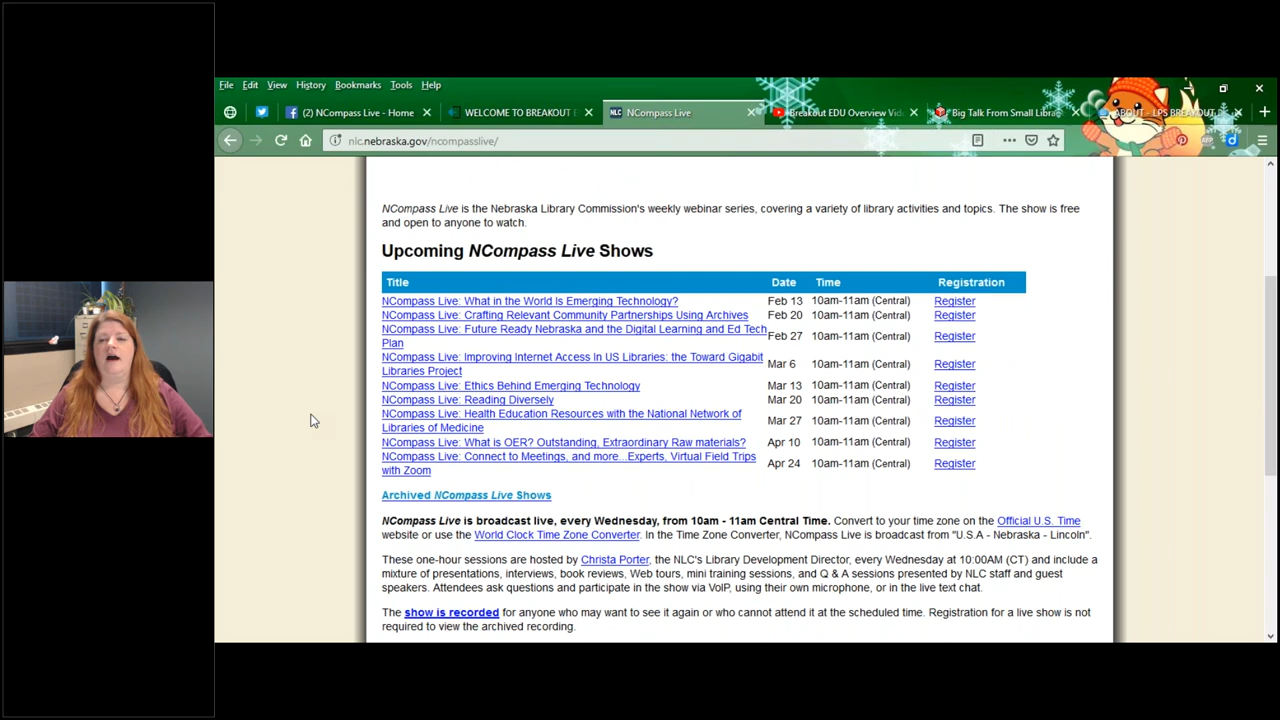 File Edit View History Bookmarks Tools Help
(2) NCompass Live - Home
WELCOME TO BREAKOUT E
NLC NCompass Live
Breakout EDU Overview Vid
"Big Talk From Small Libra
ABOUT - LPS BREAKOUT
nlc.nebraska.gov/ncompasslive/
NCompass Live is the Nebraska Library Commission's weekly webinar series, covering a variety of library activities and topics. The show is free
and open to anyone to watch.
Upcoming NCompass Live Shows
Title Date Time Registration
NCompass Live: What in the World Is Emerging Technology? Feb 13 10am-11am (Central) Register
NCompass Live: Crafting Relevant Community Partnerships Using Archives Feb 20 10am-11am (Central) Register
NCompass Live: Future Ready Nebraska and the Digital Learning and Ed Tech
Plan Feb 27 10am-11am (Central) Register
NCompass Live: Improving Internet Access In US Libraries: the Toward Gigabit
Libraries Project Mar 6 10am-11am (Central) Register
NCompass Live: Ethics Behind Emerging Technology Mar 13 10am-11am (Central) Register
NCompass Live: Reading Diversely Mar 20 10am-11am (Central) Register
NCompass Live: Health Education Resources with the National Network of
Libraries of Medicine Mar 27 10am-11am (Central) Register
NCompass Live: What is OER? Outstanding, Extraordinary Raw materials? Apr 10 10am-11am (Central) Register
NCompass Live: Connect to Meetings, and more...Experts, Virtual Field Trips
with Zoom Apr 24 10am-11am (Central) Register
Archived NCompass Live Shows
NCompass Live is broadcast live, every Wednesday, from 10am - 11am Central Time. Convert to your time zone on the Official U.S. Time
website or use the World Clock Time Zone Converter. In the Time Zone Converter, NCompass Live is broadcast from "U.S.A - Nebraska - Lincoln".
These one-hour sessions are hosted by Christa Porter, the NLC's Library Development Director, every Wednesday at 10:00AM (CT) and include a
mixture of presentations, interviews, book reviews, Web tours, mini training sessions, and Q & A sessions presented by NLC staff and guest
speakers. Attendees ask questions and participate in the show via VoIP, using their own microphone, or in the live text chat.
The show is recorded for anyone who may want to see it again or who cannot attend it at the scheduled time. Registration for a live show is not
required to view the archived recording.